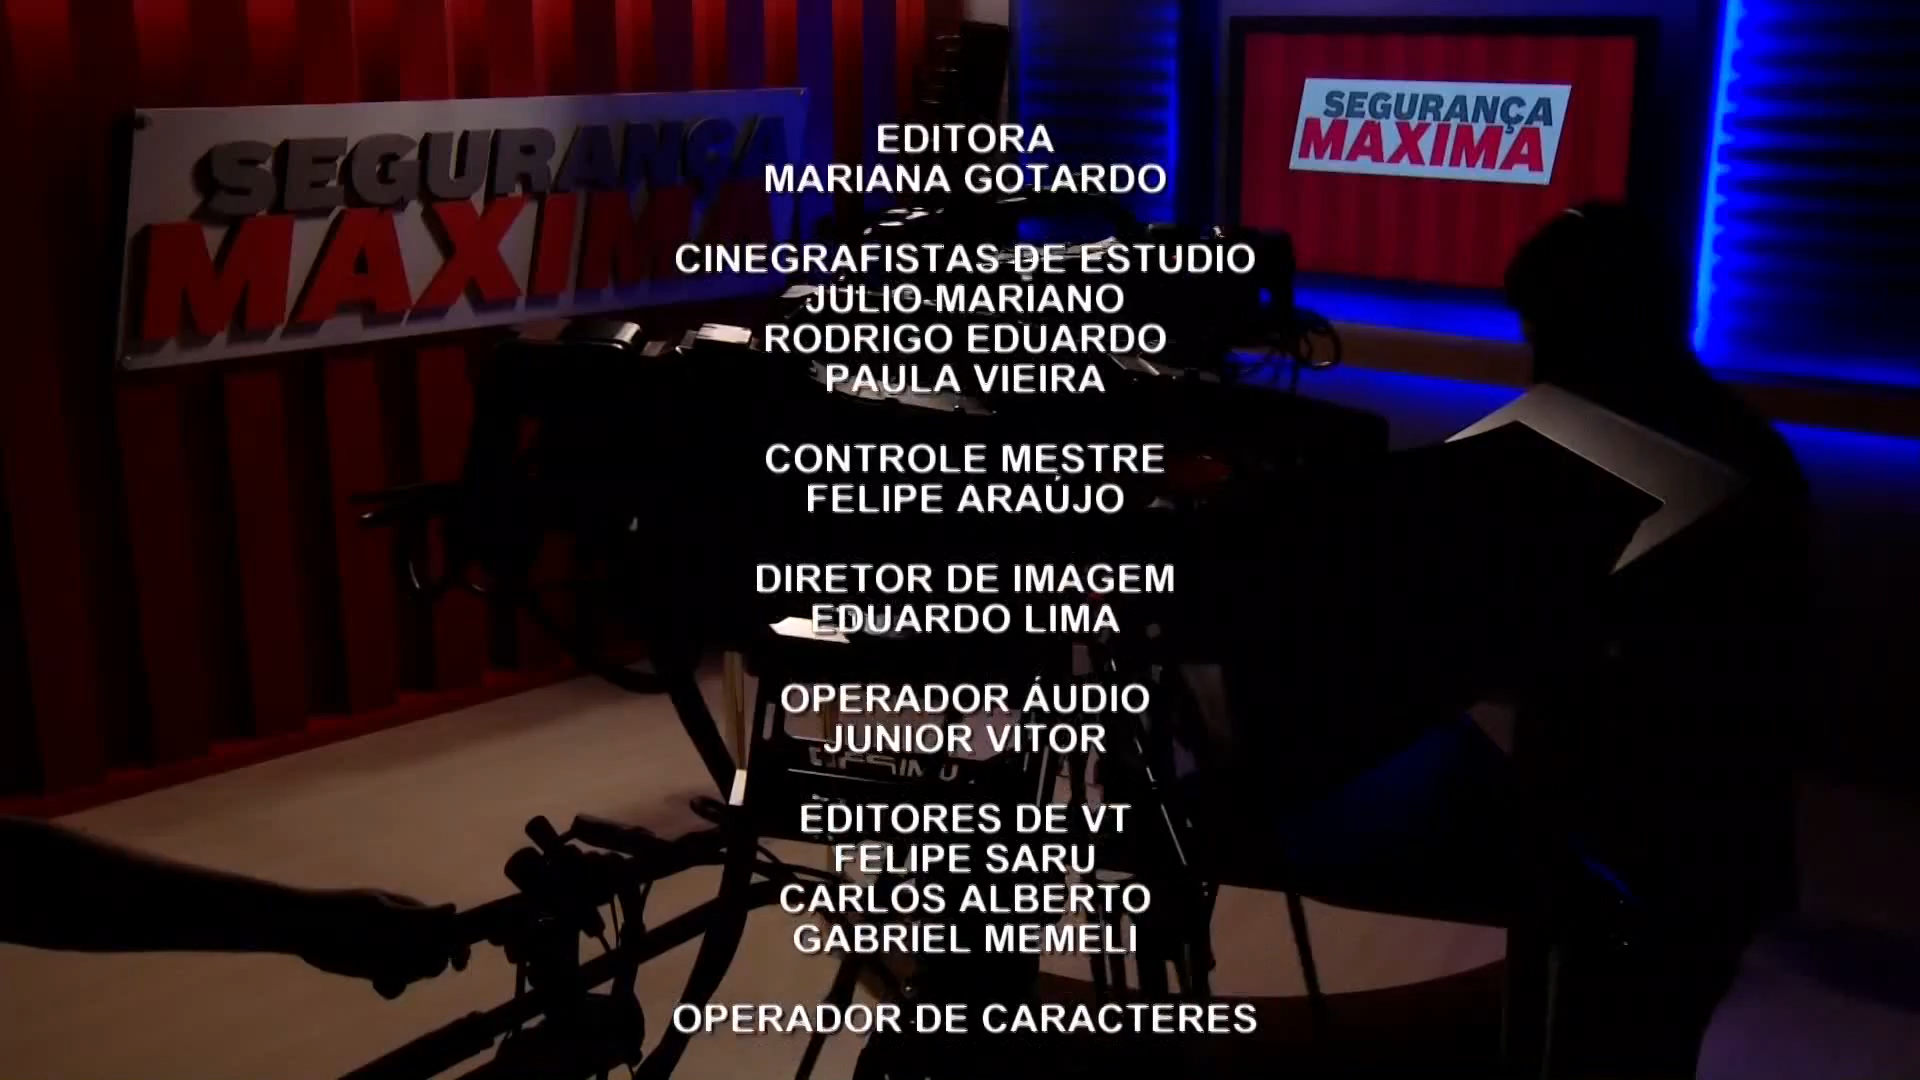 SEGURANÇA
MAXIMA
SEGURANÇA
MAXIMA
EDITORA
MARIANA GOTARDO
CINEGRAFISTAS DE ESTUDIO
JÚLIO MARIANO
RODRIGO EDUARDO
PAULA VIEIRA
CONTROLE MESTRE
FELIPE ARAÚJO
DIRETOR DE IMAGEM
EDUARDO LIMA
OPERADOR ÁUDIO
JUNIOR VITOR
EDITORES DE VT
FELIPE SARU
CARLOS ALBERTO
GABRIEL MEMELI
OPERADOR DE CARACTERES